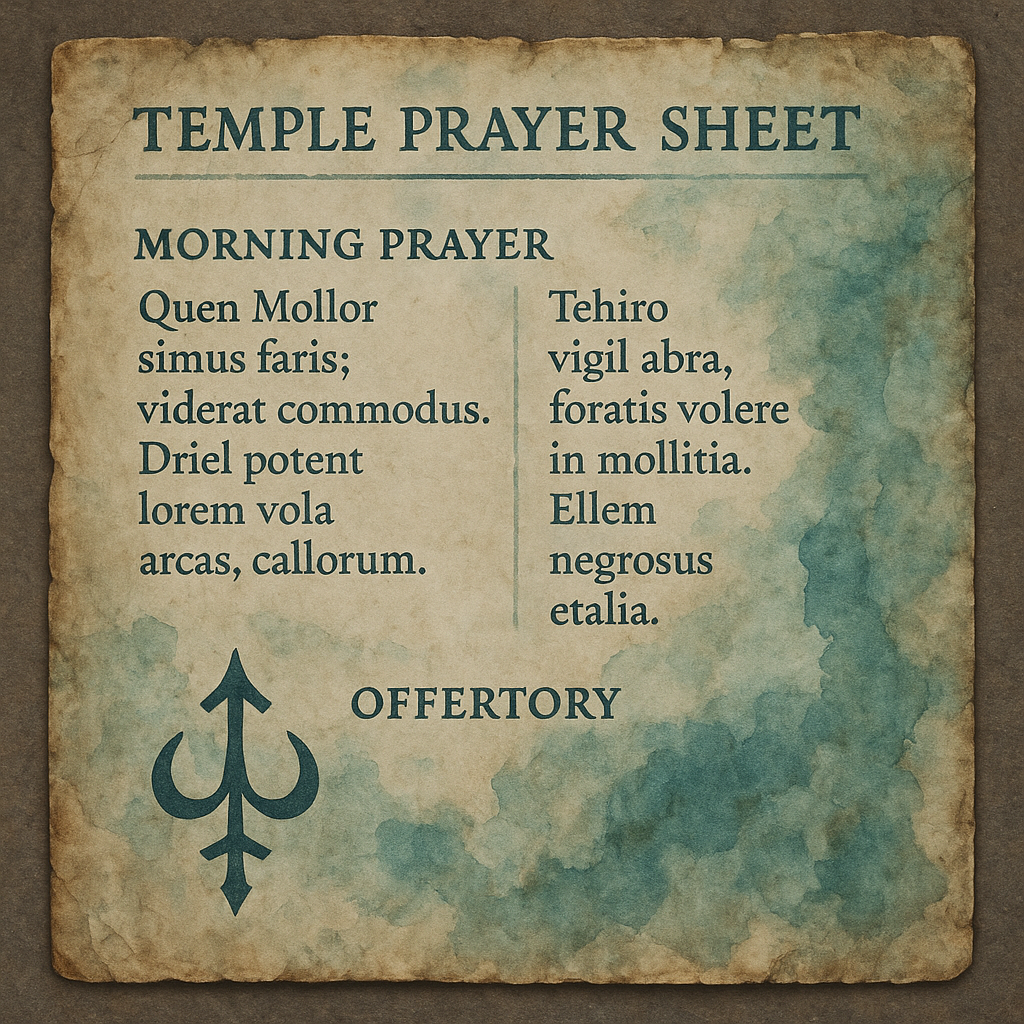 TEMPLE PRAYER SHEET
MORNING PRAYER
Quen Mollor
simus faris;
viderat commodus.
Driel potent
lorem vola
arcas, callorum.
Tehiro
vigil abra,
foratis volere
in mollitia.
Ellem
negrosus
etalia.
OFFERTORY